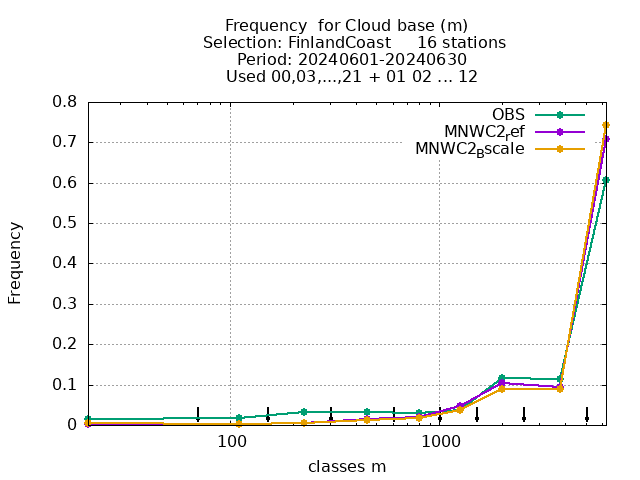 Frequency  for Cloud base (m)
Selection: FinlandCoast     16 stations
Period: 20240601-20240630
Used 00,03,...,21 + 01 02 ... 12
OBS
MNWC2ref
MNWC2Bscale
Frequency
0.8
0.7
0.6
0.5
0.4
0.3
0.2
0.1
0
100
1000
classes m